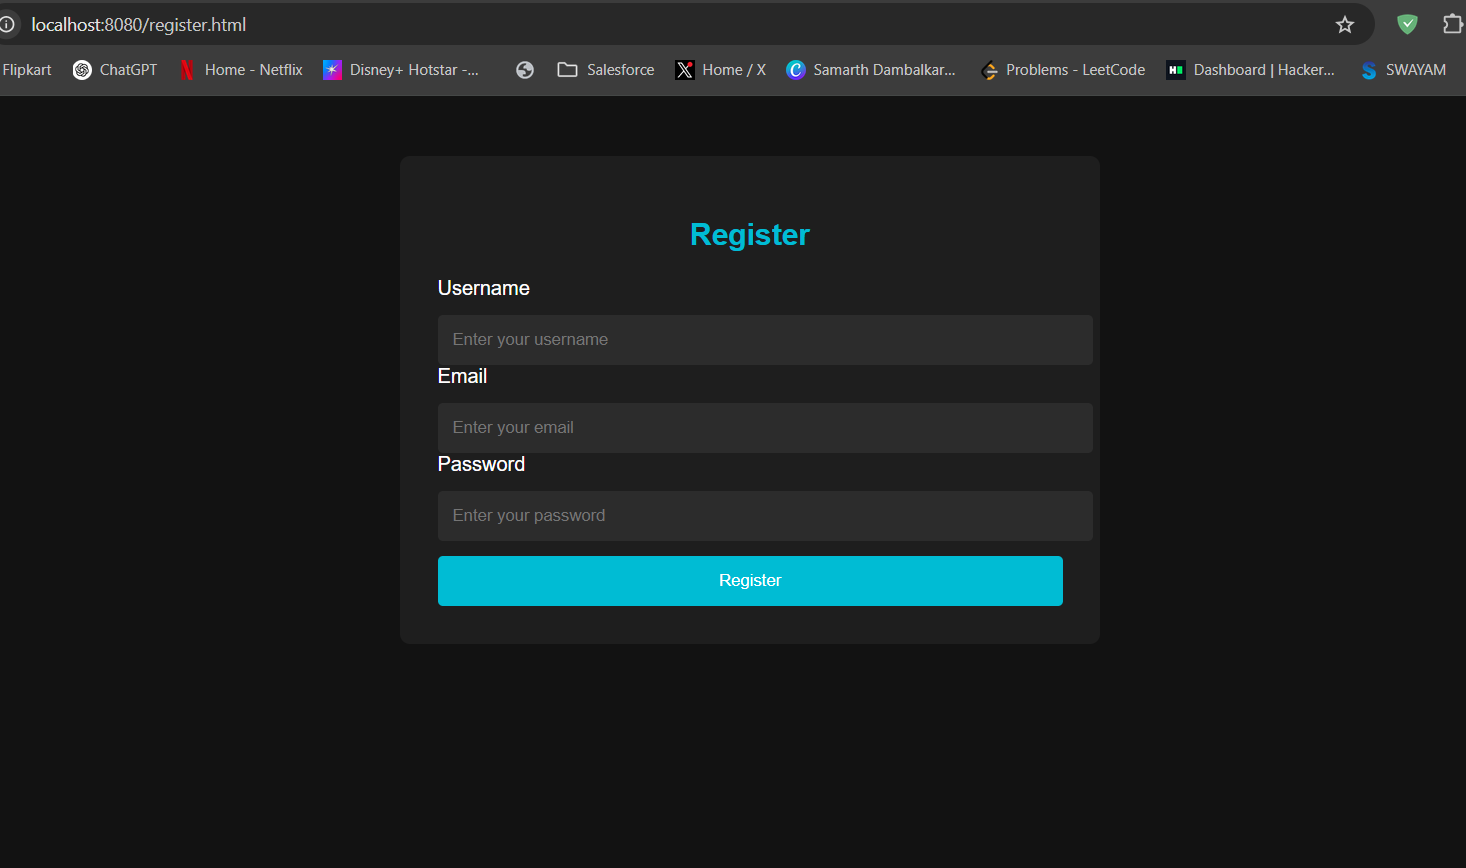 localhost:8080/register.html
Flipkart ChatGPT Home - Netflix Disney+ Hotstar -... Salesforce Home / X Samarth Dambalkar... Problems - LeetCode Dashboard | Hacker... SWAYAM
Register
Username
Enter your username
Email
Enter your email
Password
Enter your password
Register